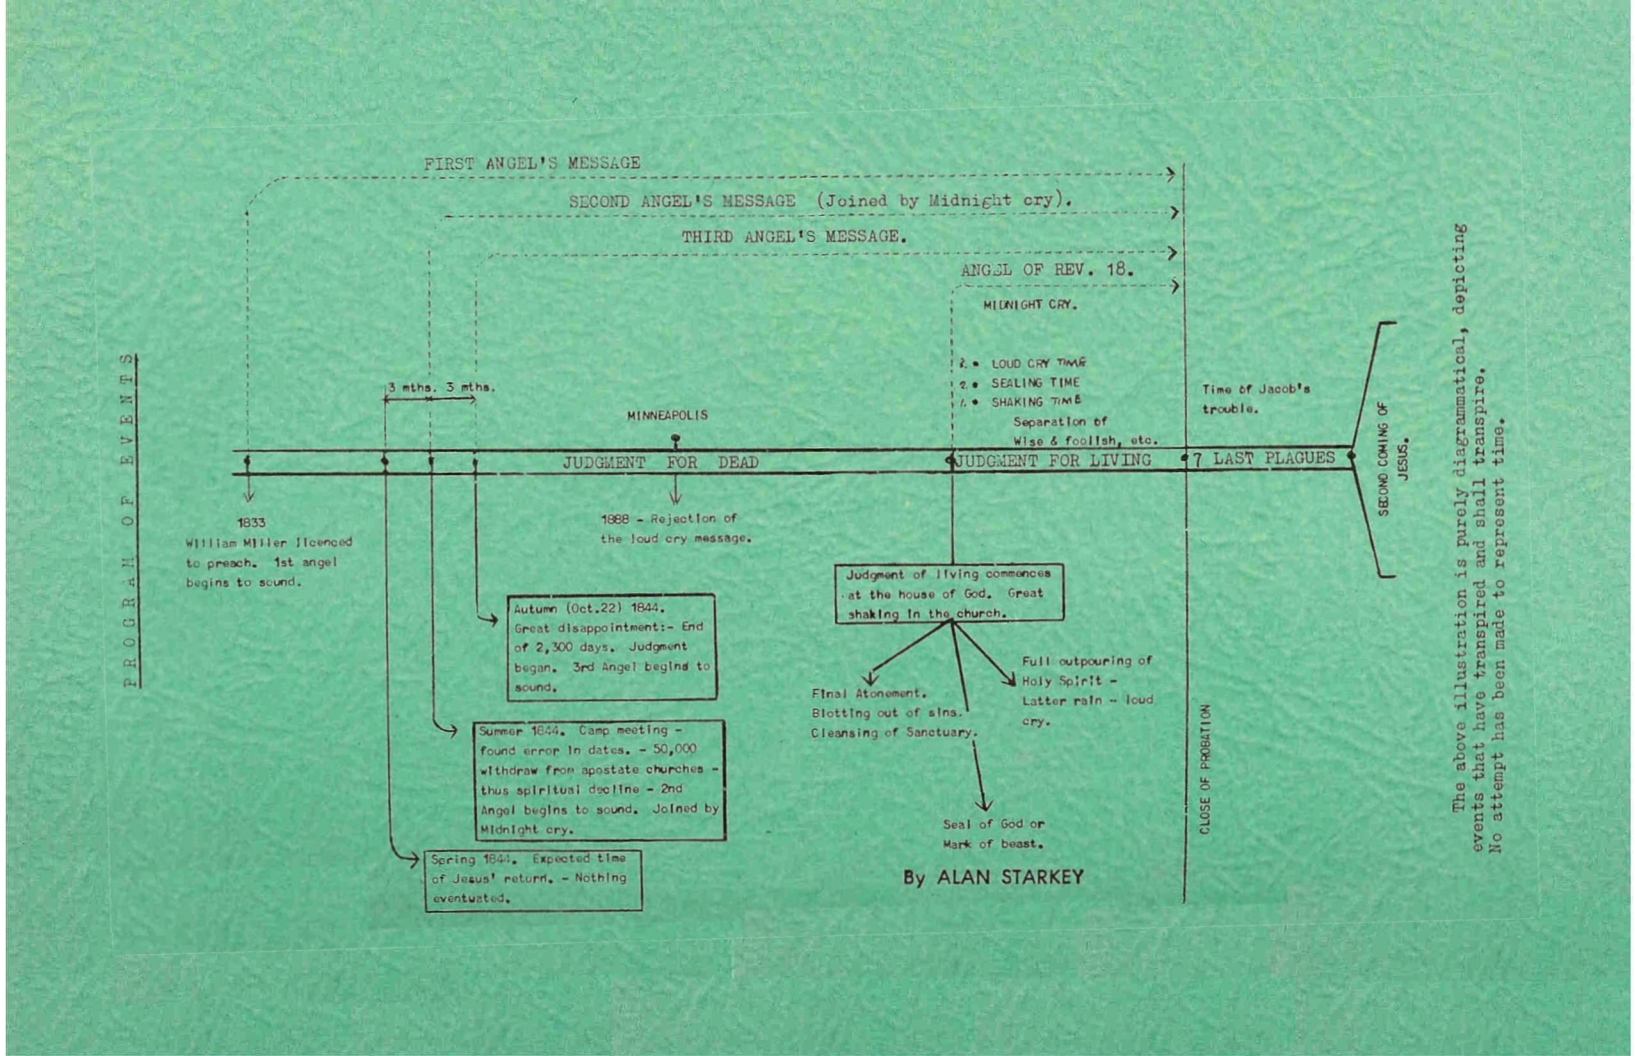 FIRST ANGEL'S MESSAGE
SECOND ANGEL'S MESSAGE (Joined by Midnight cry).
THIRD ANGEL'S MESSAGE.
ANGEL OF REV. 18.
MIDNIGHT CRY.
3. • LOUD CRY TIME
2. • SEALING TIME
1. • SHAKING TIME
Separation of
Wise & foolish, etc.
Time of Jacob's
trouble.
3 mths. 3 mths.
MINNEAPOLIS
JUDGMENT FOR DEAD
JUDGMENT FOR LIVING
7 LAST PLAGUES
SECOND COMING OF
JESUS.
PROGRAM OF EVENTS
1833
William Miller licenced
to preach. 1st angel
begins to sound.
1888 - Rejection of
the loud cry message.
Autumn (Oct.22) 1844.
Great disappointment:- End
of 2,300 days. Judgment
began. 3rd Angel begins to
sound.
Summer 1844. Camp meeting -
found error in dates. - 50,000
withdraw from apostate churches -
thus spiritual decline - 2nd
Angel begins to sound. Joined by
Midnight cry.
Spring 1844. Expected time
of Jesus' return. - Nothing
eventuated.
Judgment of living commences
at the house of God. Great
shaking in the church.
Final Atonement.
Blotting out of sins.
Cleansing of Sanctuary.
Full outpouring of
Holy Spirit -
Latter rain - loud
cry.
Seal of God or
Mark of beast.
By ALAN STARKEY
CLOSE OF PROBATION
The above illustration is purely diagrammatical, depicting
events that have transpired and shall transpire.
No attempt has been made to represent time.